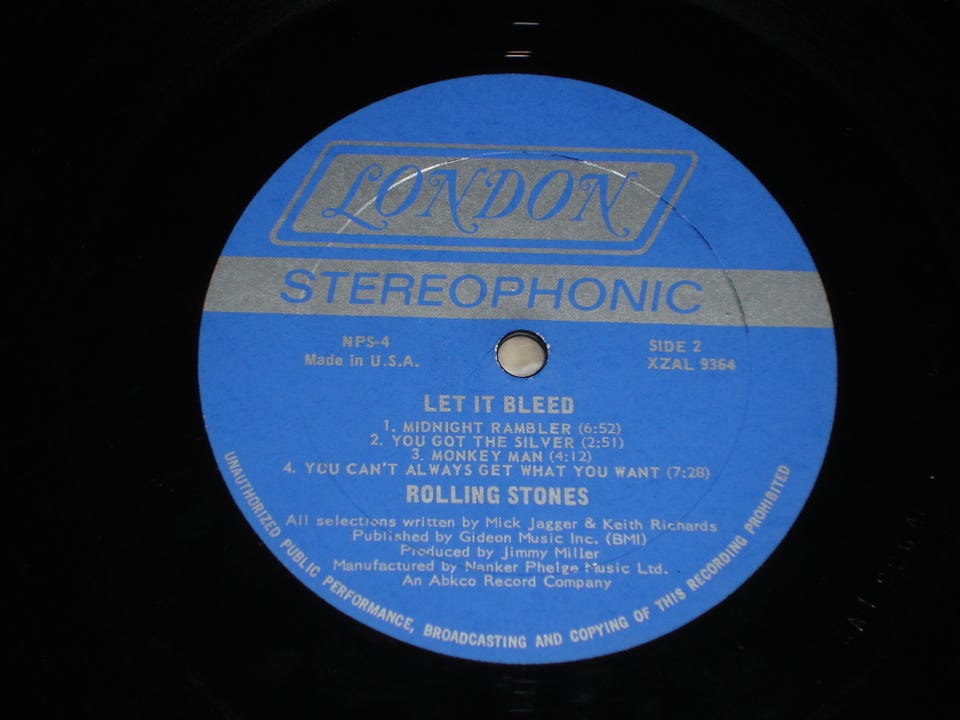 LONDON
STEREOPHONIC
NPS-4
Made in U.S.A.
SIDE 2
XZAL 9364
LET IT BLEED
1. MIDNIGHT RAMBLER (6:52)
2. YOU GOT THE SILVER (2:51)
3. MONKEY MAN (4:12)
4. YOU CAN'T ALWAYS GET WHAT YOU WANT (7:28)
ROLLING STONES
All selections written by Mick Jagger & Keith Richards
Published by Gideon Music Inc. (BMI)
Produced by Jimmy Miller
Manufactured by Nanker Phelge Music Ltd.
An Abkco Record Company
UNAUTHORIZED PUBLIC PERFORMANCE, BROADCASTING AND COPYING OF THIS RECORDING PROHIBITED